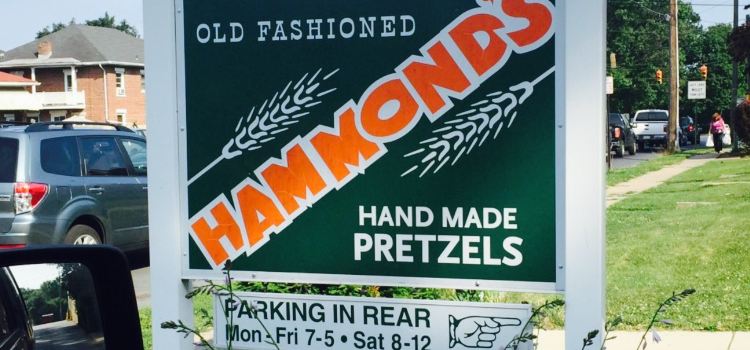 OLD FASHIONED
HAMMOND'S
HAND MADE
PRETZELS
PARKING IN REAR
Mon - Fri 7-5 • Sat 8-12